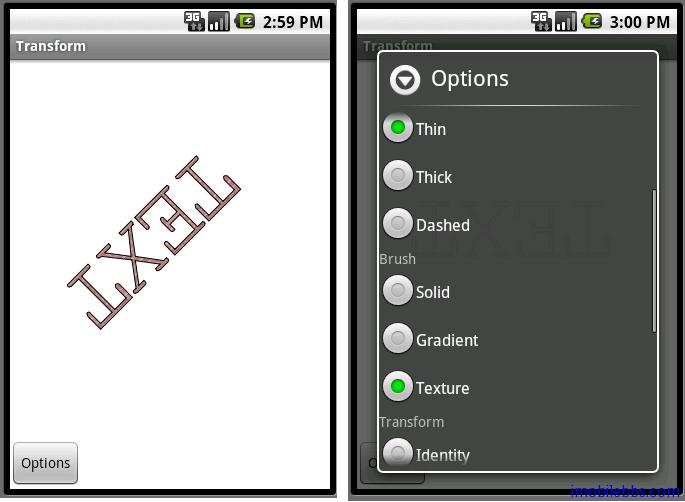 3G 2:59 PM
Transform
TEXT
Options
3G 3:00 PM
Transform
Options
Thin
Thick
Dashed
Brush
Solid
Gradient
Texture
Transform
Identity
imobilebbs.com